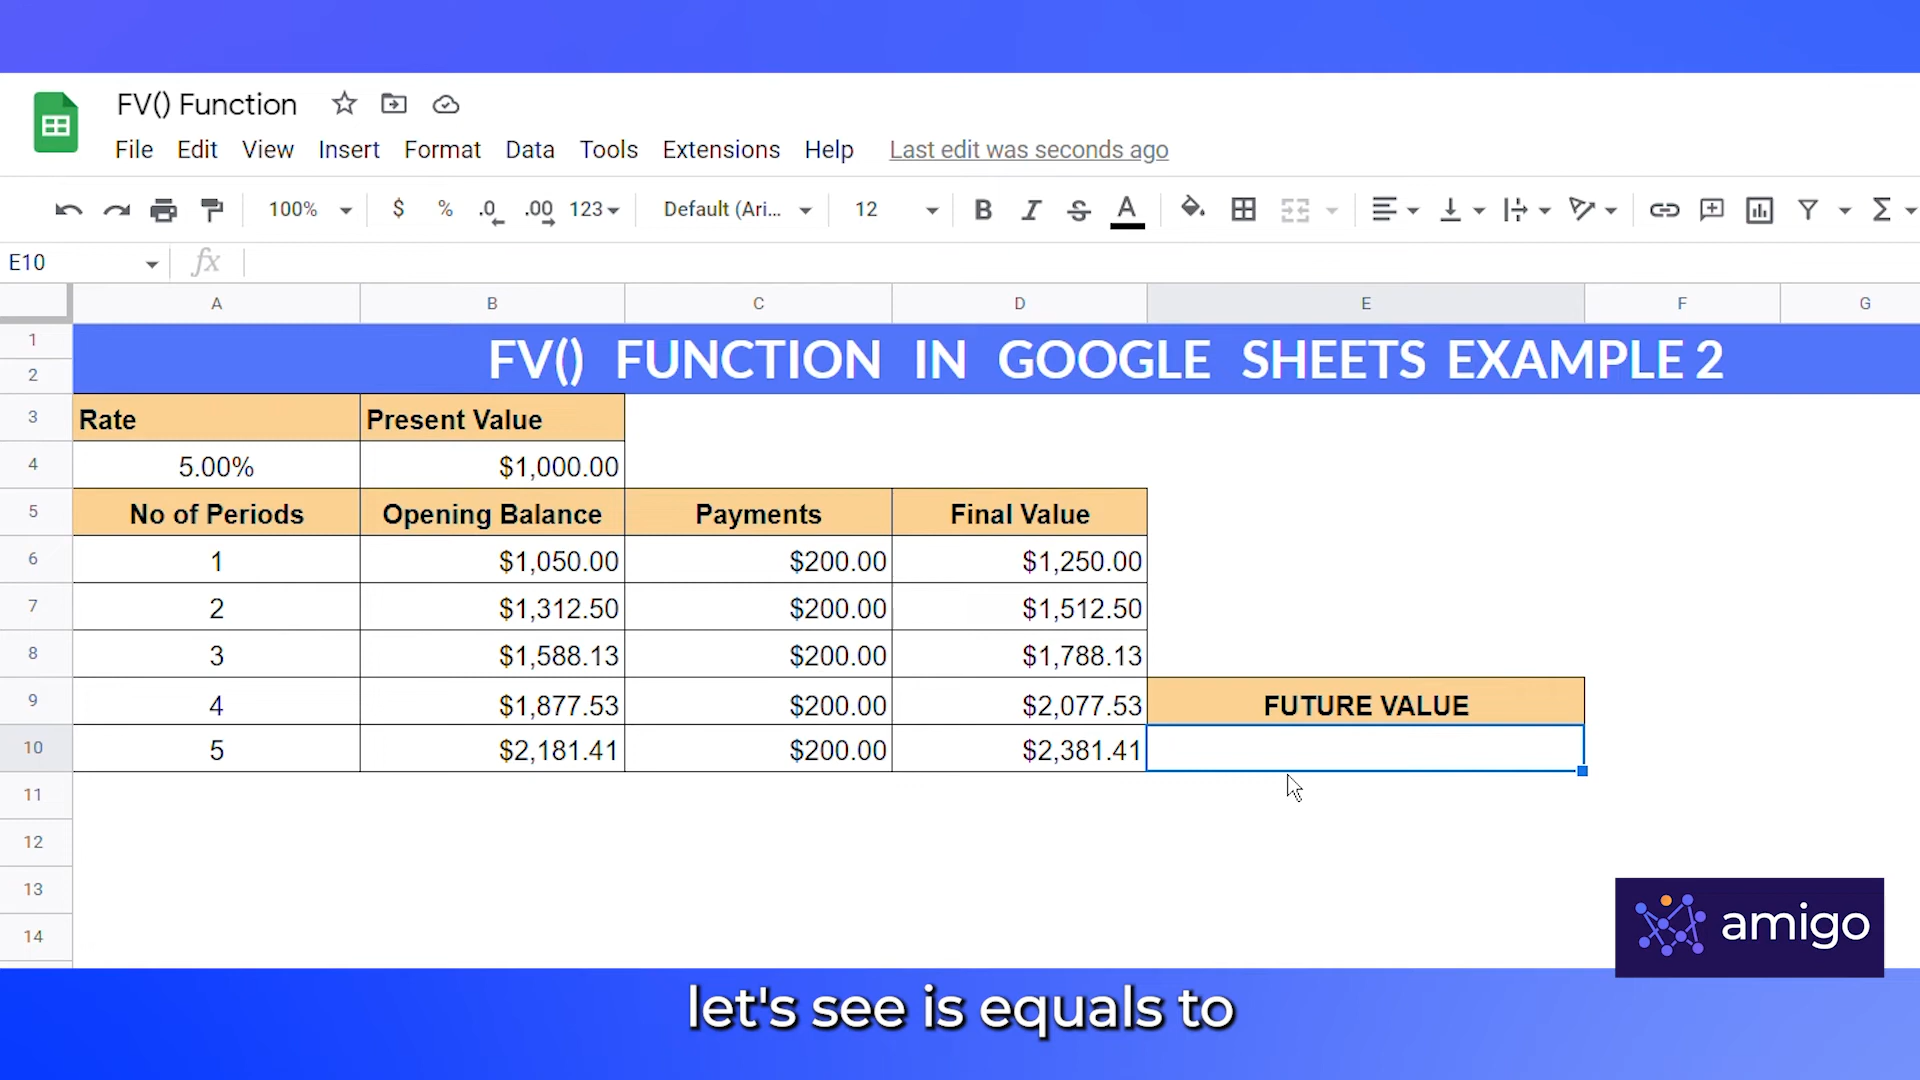 FV() Function
File Edit View Insert Format Data Tools Extensions Help Last edit was seconds ago
100% $ % .0 .00 123 Default (Ari... 12 B I S A Σ
E10 fx
A B C D E F G
1
2
FV() FUNCTION IN GOOGLE SHEETS EXAMPLE 2
3 Rate Present Value
4 5.00% $1,000.00
5 No of Periods Opening Balance Payments Final Value
6 1 $1,050.00 $200.00 $1,250.00
7 2 $1,312.50 $200.00 $1,512.50
8 3 $1,588.13 $200.00 $1,788.13
9 4 $1,877.53 $200.00 $2,077.53 FUTURE VALUE
10 5 $2,181.41 $200.00 $2,381.41
11
12
13
14
amigo
let's see is equals to